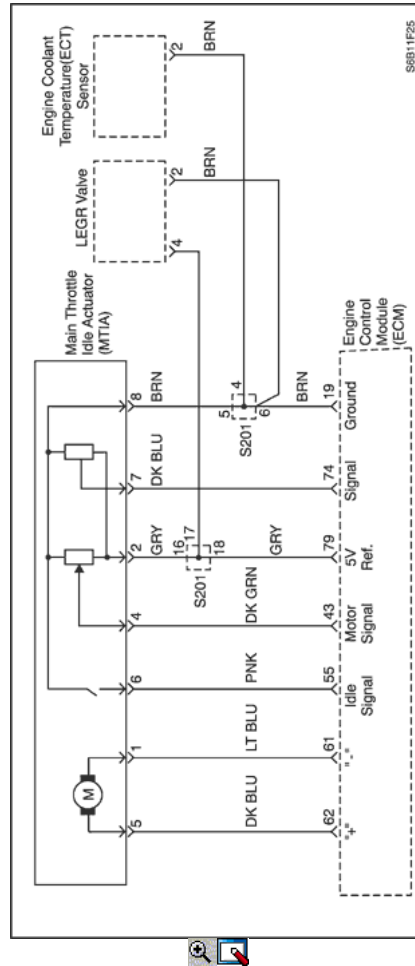 Main Throttle
Idle Actuator
(MTIA)
M
5
1
6
4
2
7
8
LEGR Valve
4
2
Engine Coolant
Temperature(ECT)
Sensor
2
DK BLU
LT BLU
PNK
DK GRN
GRY
DK BLU
BRN
BRN
BRN
16
17
S201
18
GRY
5
4
S201
6
BRN
62
61
55
43
79
74
19
"+"
"-"
Idle
Signal
Motor
Signal
5V
Ref.
Signal
Ground
Engine
Control
Module
(ECM)
S6B11F25